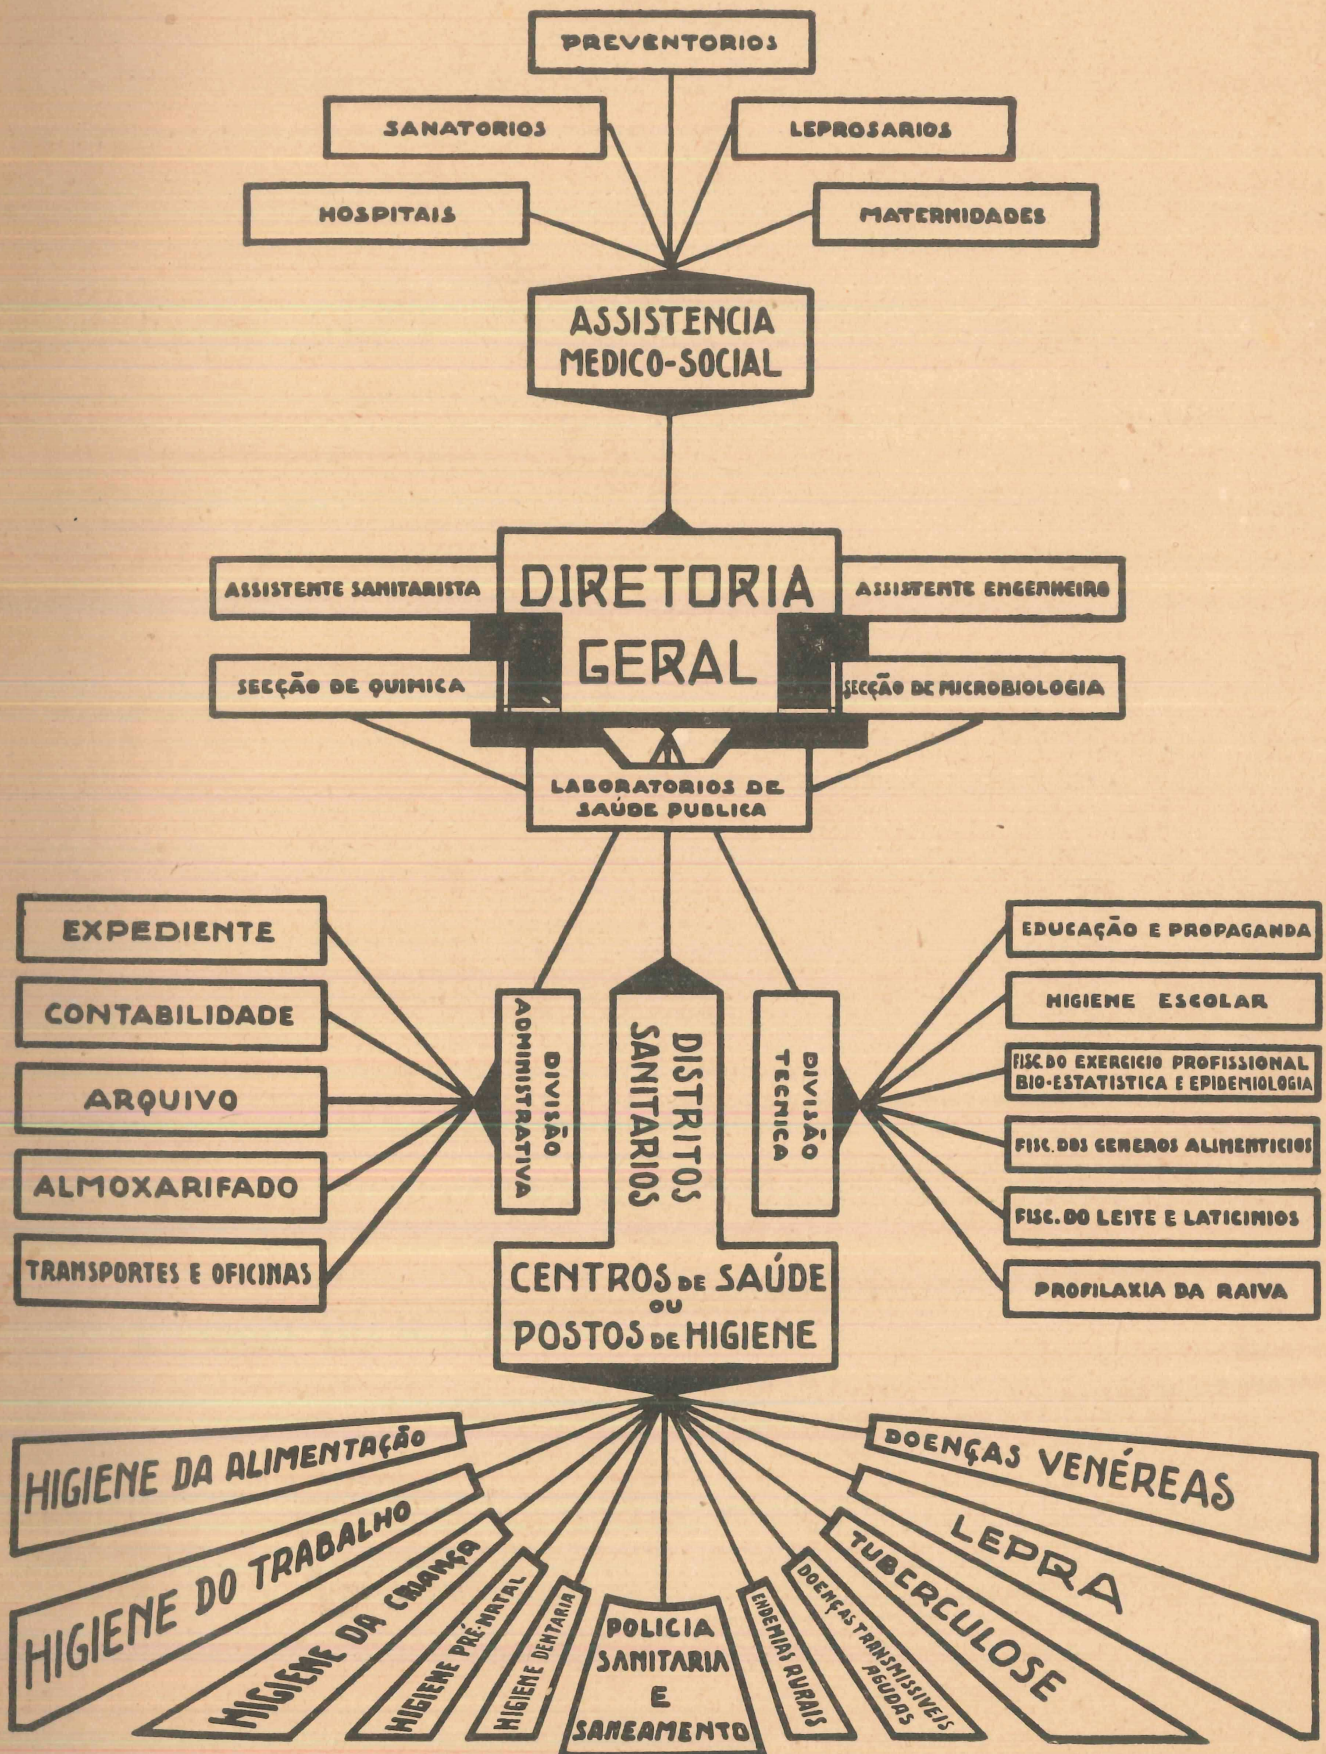 PREVENTORIOS
SANATORIOS
LEPROSARIOS
HOSPITAIS
MATERNIDADES
ASSISTENCIA
MEDICO-SOCIAL
DIRETORIA
GERAL
ASSISTENTE SANITARISTA
ASSISTENTE ENGENHEIRO
SECÇÃO DE QUIMICA
SECÇÃO DE MICROBIOLOGIA
LABORATORIOS DE
SAÚDE PUBLICA
EXPEDIENTE
CONTABILIDADE
ARQUIVO
ALMOXARIFADO
TRANSPORTES E OFICINAS
DIVISÃO
ADMINISTRATIVA
DISTRITOS
SANITARIOS
DIVISÃO
TECNICA
EDUCAÇÃO E PROPAGANDA
HIGIENE ESCOLAR
FISC. DO EXERCICIO PROFISSIONAL
BIO-ESTATISTICA E EPIDEMIOLOGIA
FISC. DOS GENEROS ALIMENTICIOS
FISC. DO LEITE E LATICINIOS
PROFILAXIA DA RAIVA
CENTROS DE SAÚDE
OU
POSTOS DE HIGIENE
HIGIENE DA ALIMENTAÇÃO
HIGIENE DO TRABALHO
HIGIENE DA CRIANÇA
HIGIENE PRÉ-NATAL
HIGIENE DENTARIA
POLICIA
SANITARIA
E
SANEAMENTO
ENDEMIAS RURAIS
DOENÇAS TRANSMISSIVEIS
AGUDAS
TUBERCULOSE
LEPRA
DOENÇAS VENÉREAS